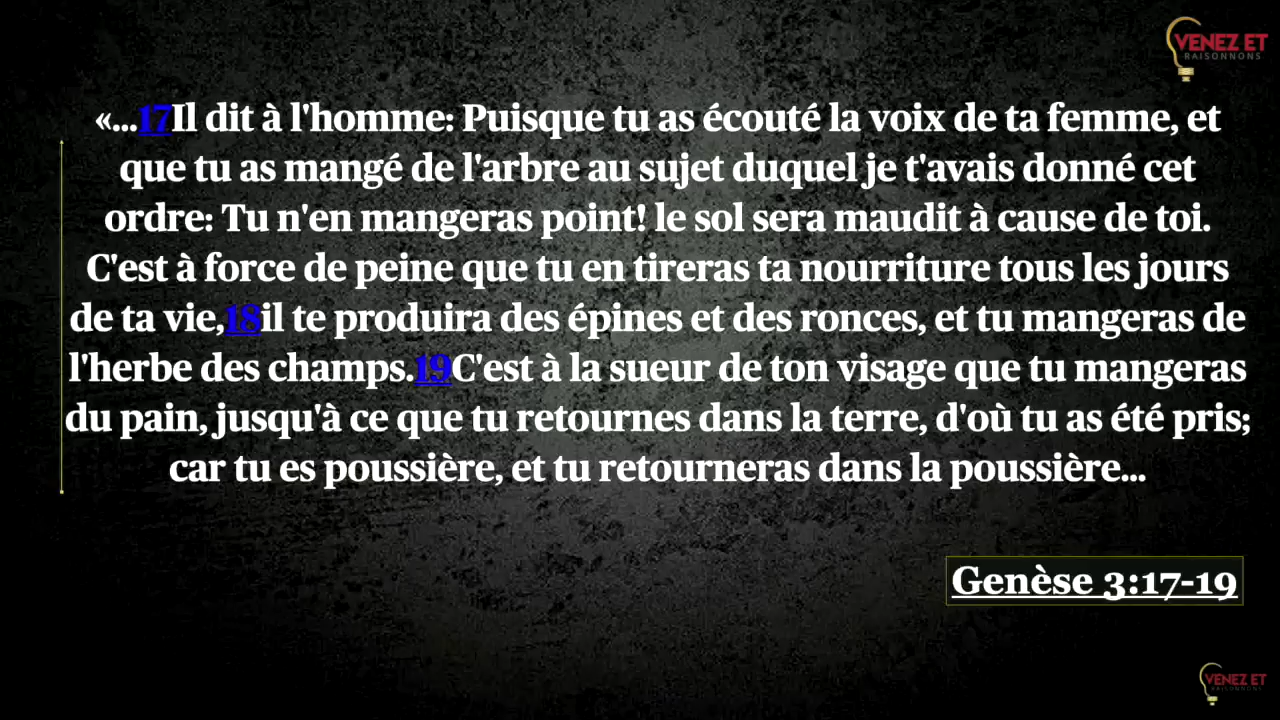 VENEZ ET
RAISONNONS
«...17Il dit à l'homme: Puisque tu as écouté la voix de ta femme, et
que tu as mangé de l'arbre au sujet duquel je t'avais donné cet
ordre: Tu n'en mangeras point! le sol sera maudit à cause de toi.
C'est à force de peine que tu en tireras ta nourriture tous les jours
de ta vie,18il te produira des épines et des ronces, et tu mangeras de
l'herbe des champs.19C'est à la sueur de ton visage que tu mangeras
du pain, jusqu'à ce que tu retournes dans la terre, d'où tu as été pris;
car tu es poussière, et tu retourneras dans la poussière...
Genèse 3:17-19
VENEZ ET
RAISONNONS